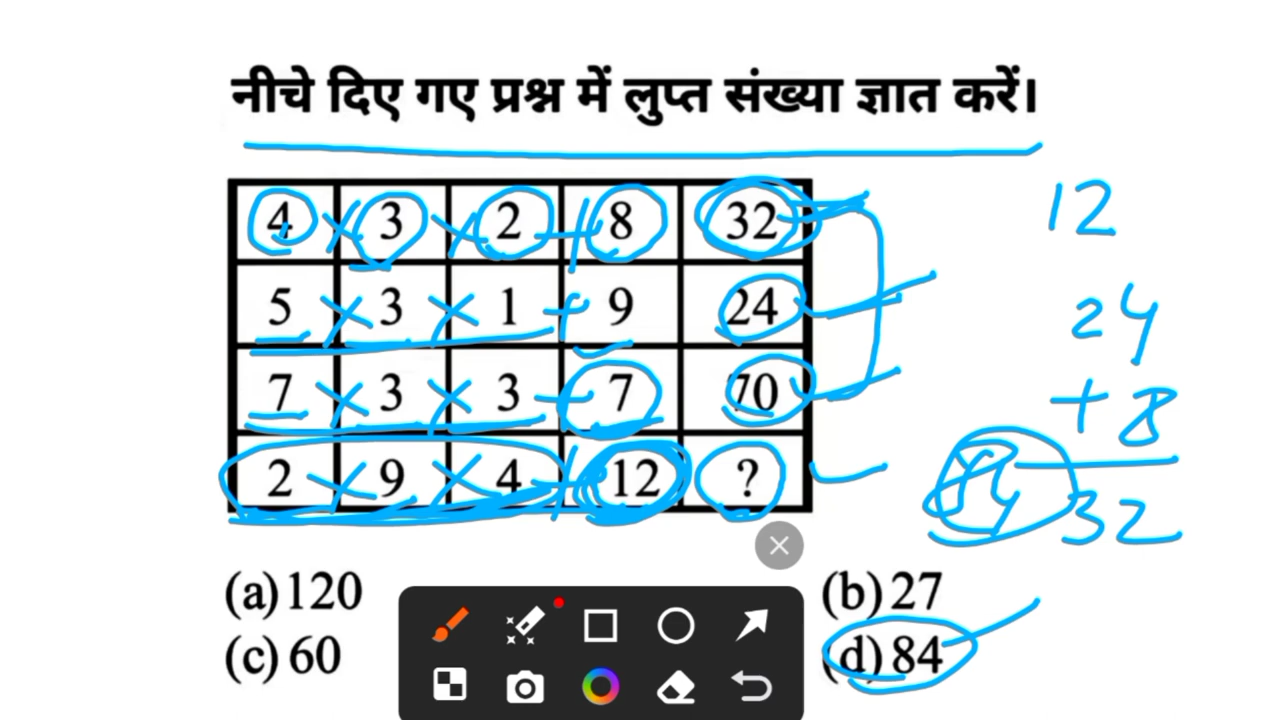 नीचे दिए गए प्रश्न में लुप्त संख्या ज्ञात करें।
4 × 3 × 2 + 8 32
5 × 3 × 1 + 9 24
7 × 3 × 3 + 7 70
2 × 9 × 4 + 12 ?
12
24
+ 8
84 32
(a) 120 (b) 27
(c) 60 (d) 84